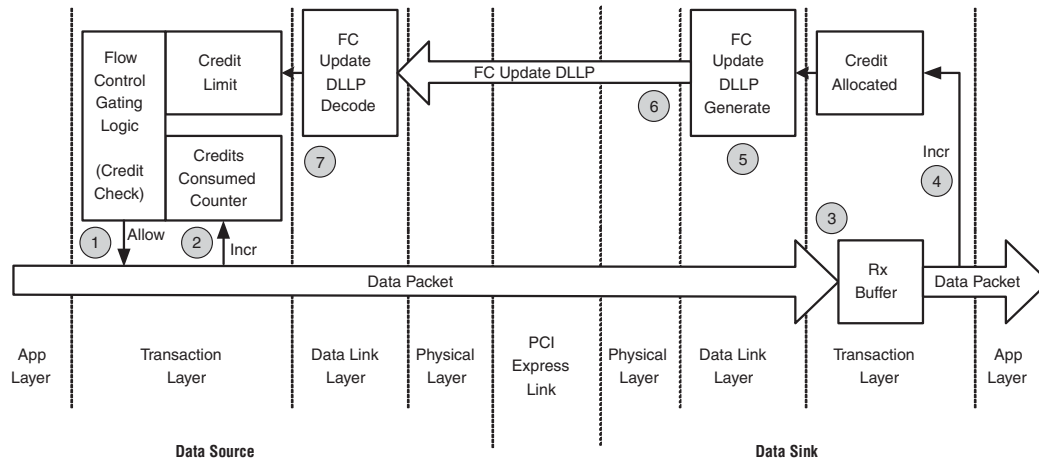 Flow
Control
Gating
Logic
(Credit
Check)
Credit
Limit
Credits
Consumed
Counter
FC
Update
DLLP
Decode
FC Update DLLP
FC
Update
DLLP
Generate
Credit
Allocated
6
7
5
Incr
4
3
1
Allow
2
Incr
Data Packet
Rx
Buffer
Data Packet
App
Layer
Transaction
Layer
Data Link
Layer
Physical
Layer
PCI
Express
Link
Physical
Layer
Data Link
Layer
Transaction
Layer
App
Layer
Data Source
Data Sink